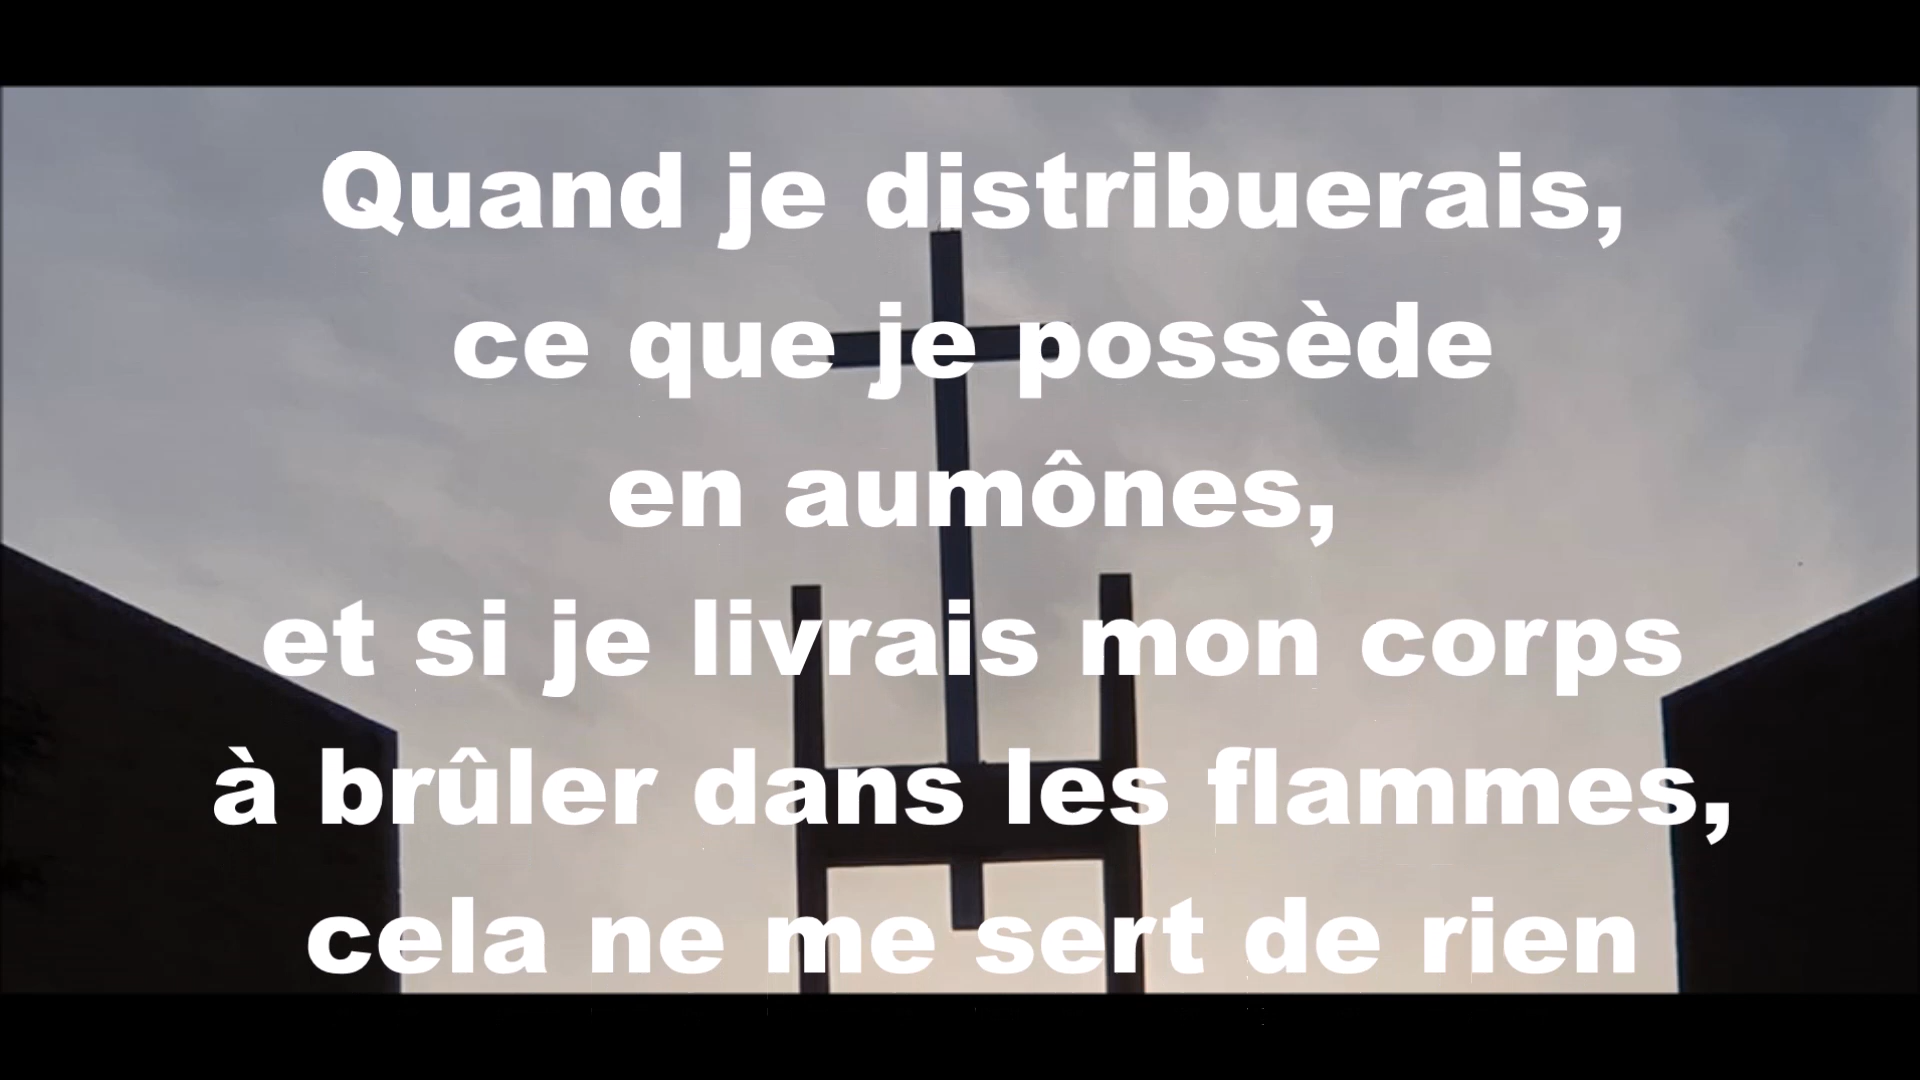 Quand je distribuerais,
ce que je possède
en aumônes,
et si je livrais mon corps
à brûler dans les flammes,
cela ne me sert de rien